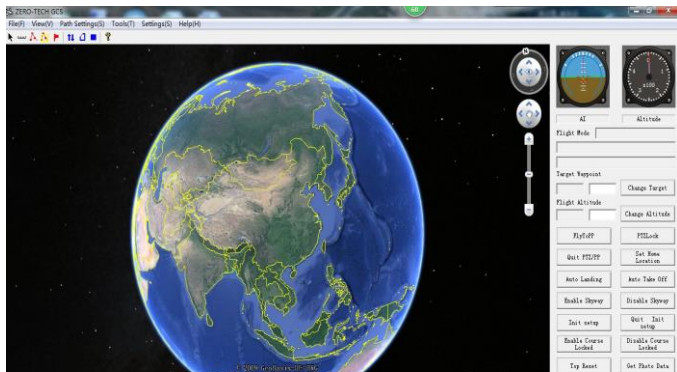 ZERO-TECH GCS
File(F) View(V) Path Settings(S) Tools(T) Settings(S) Help(H)
N
AI
Altitude
Flight Mode
Target Waypoint
Change Target
Flight Altitude
Change Altitude
FlyToPP
PTZLock
Quit PTZ/PP
Set Home
Location
Auto Landing
Auto Take Off
Enable Skyway
Disable Skyway
Init setup
Quit Init
setup
Enable Course
Locked
Disable Course
Locked
Tep Reset
Get Photo Data